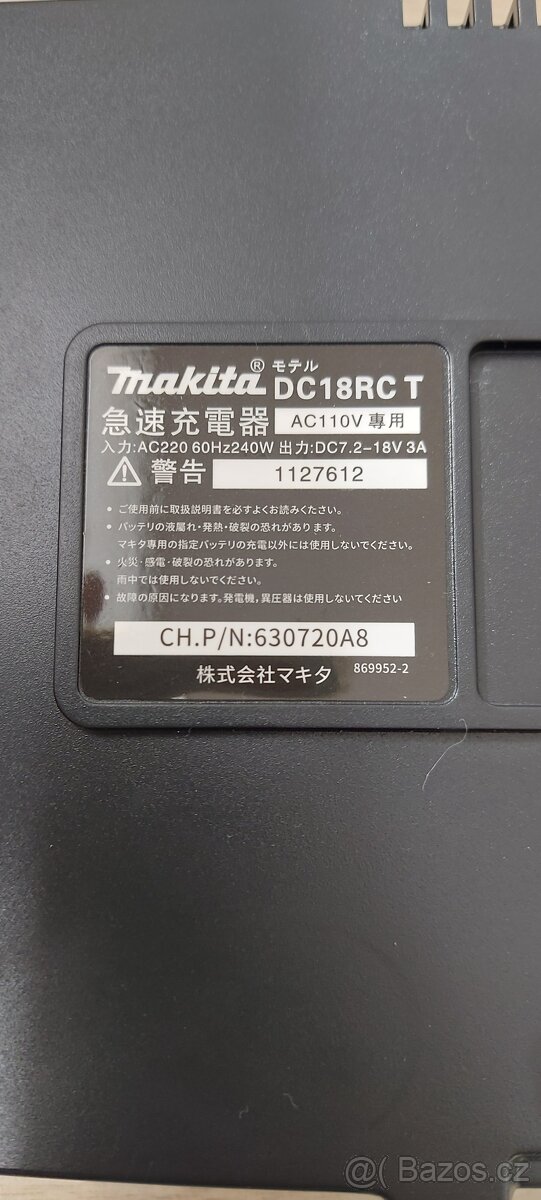 makita® モデル DC18RC T
急速充電器 AC110V 專用
入力:AC220 60Hz240W 出力:DC7.2-18V 3A
警告 1127612
• ご使用前に取扱説明書を必ずよくお読みください。
• バッテリの液漏れ・発熱・破裂の恐れがあります。
マキタ専用の指定バッテリの充電以外には使用しないでください。
• 火災・感電・破裂の恐れがあります。
雨中では使用しないでください。
• 故障の原因になります。発電機,異圧器は使用しないてください
CH.P/N:630720A8
株式会社マキタ 869952-2
@( Bazoš.cz